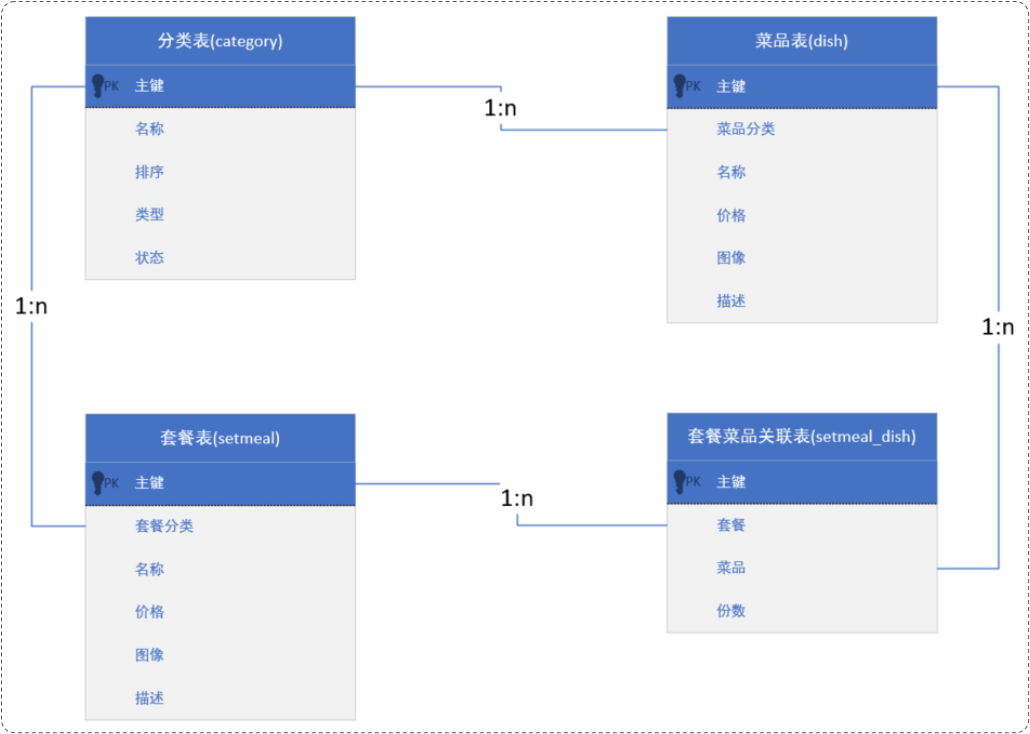 分类表(category)
PK 主键
名称
排序
类型
状态
1:n
菜品表(dish)
PK 主键
菜品分类
名称
价格
图像
描述
1:n
1:n
套餐表(setmeal)
PK 主键
套餐分类
名称
价格
图像
描述
1:n
套餐菜品关联表(setmeal_dish)
PK 主键
套餐
菜品
份数